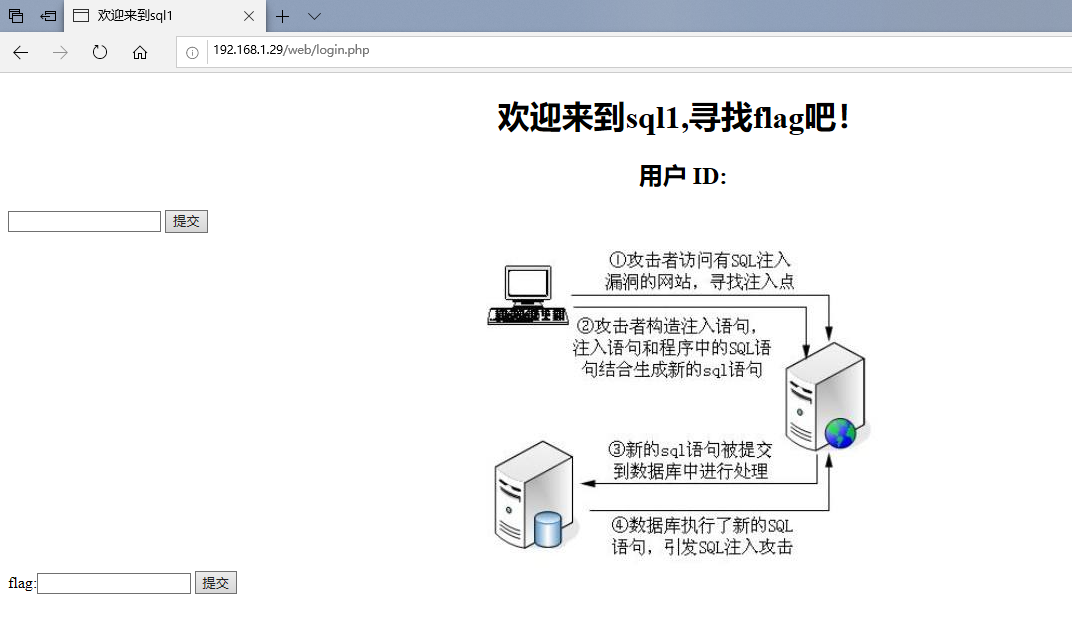 欢迎来到sql1
192.168.1.29/web/login.php
欢迎来到sql1,寻找flag吧！
用户 ID:
提交
①攻击者访问有SQL注入
漏洞的网站，寻找注入点
②攻击者构造注入语句，
注入语句和程序中的SQL语
句结合生成新的sql语句
③新的sql语句被提交
到数据库中进行处理
④数据库执行了新的SQL
语句，引发SQL注入攻击
flag:
提交